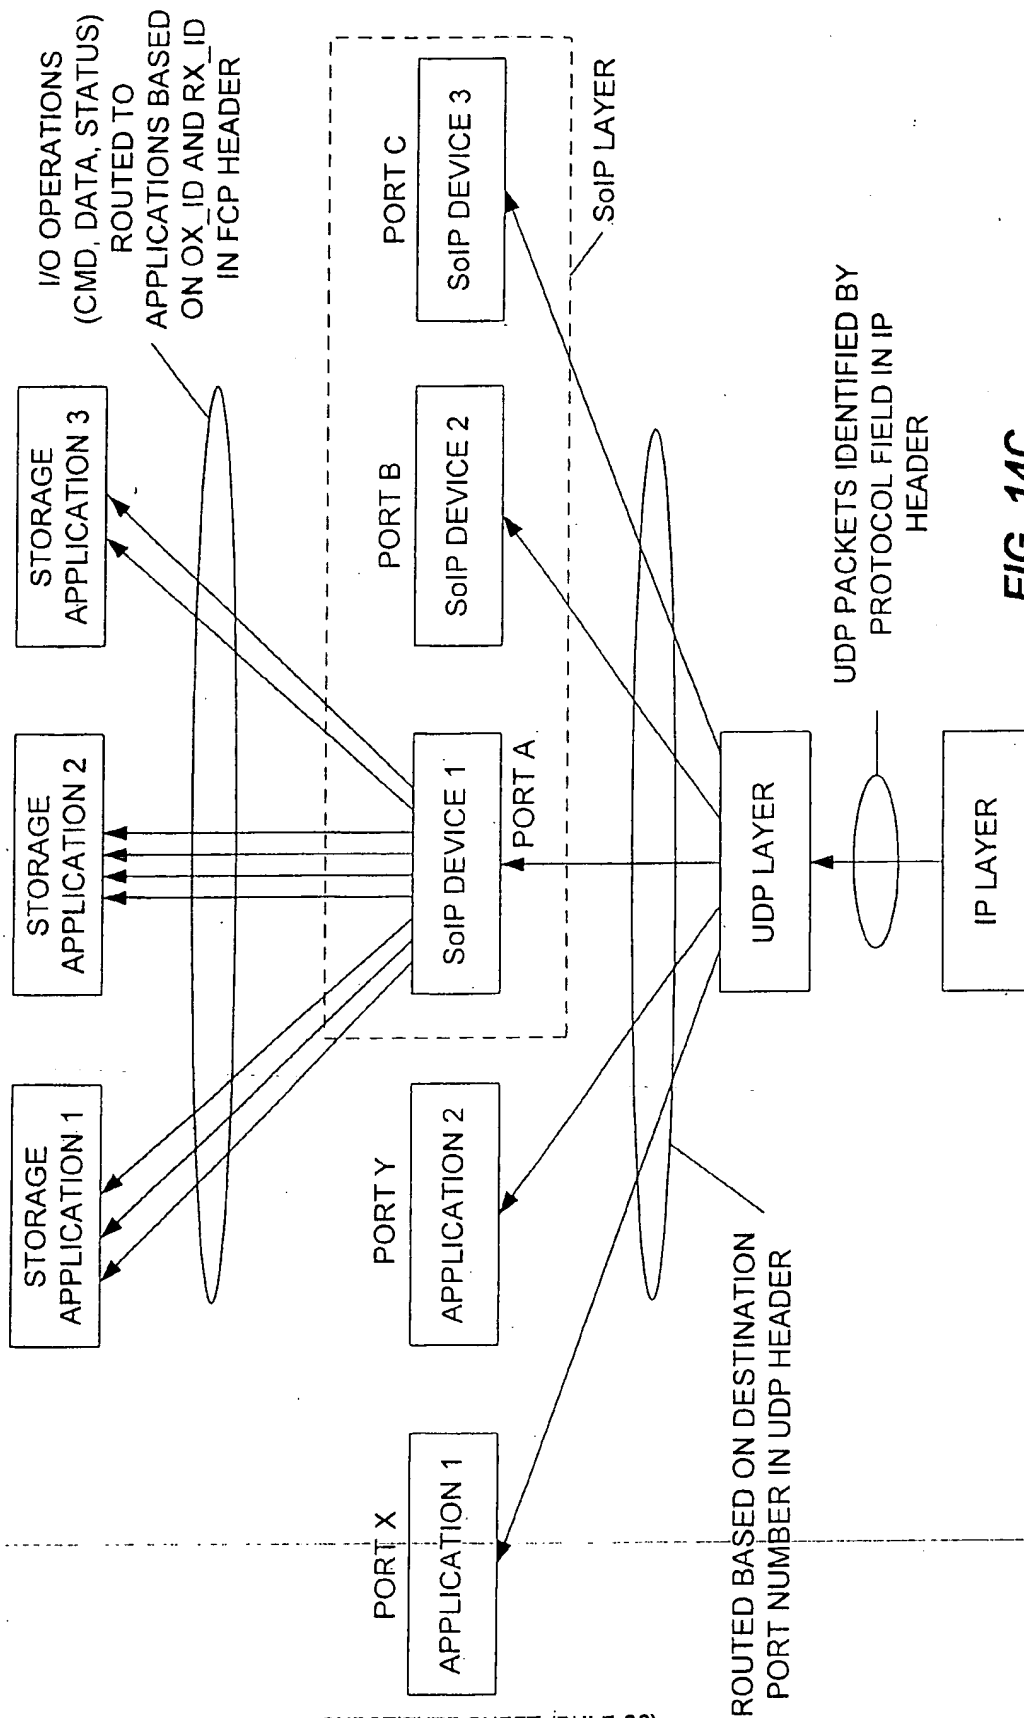 I/O OPERATIONS
(CMD, DATA, STATUS)
ROUTED TO
APPLICATIONS BASED
ON OX_ID AND RX_ID
IN FCP HEADER
STORAGE
APPLICATION 1
STORAGE
APPLICATION 2
STORAGE
APPLICATION 3
PORT X
APPLICATION 1
PORT Y
APPLICATION 2
SoIP DEVICE 1
PORT A
PORT B
SoIP DEVICE 2
PORT C
SoIP DEVICE 3
SoIP LAYER
ROUTED BASED ON DESTINATION
PORT NUMBER IN UDP HEADER
UDP LAYER
UDP PACKETS IDENTIFIED BY
PROTOCOL FIELD IN IP
HEADER
IP LAYER
FIG. 14C